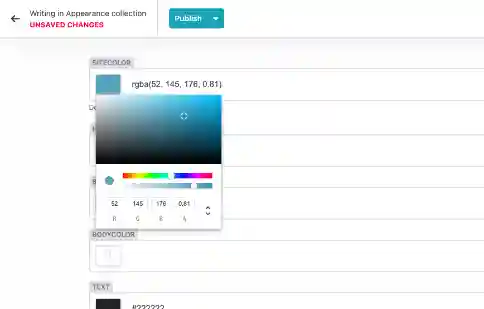 Writing in Appearance collection
UNSAVED CHANGES
Publish
SITECOLOR
rgba(52, 145, 176, 0.81)
52 145 176 0.81
R G B A
BODYCOLOR
TEXT
#222222